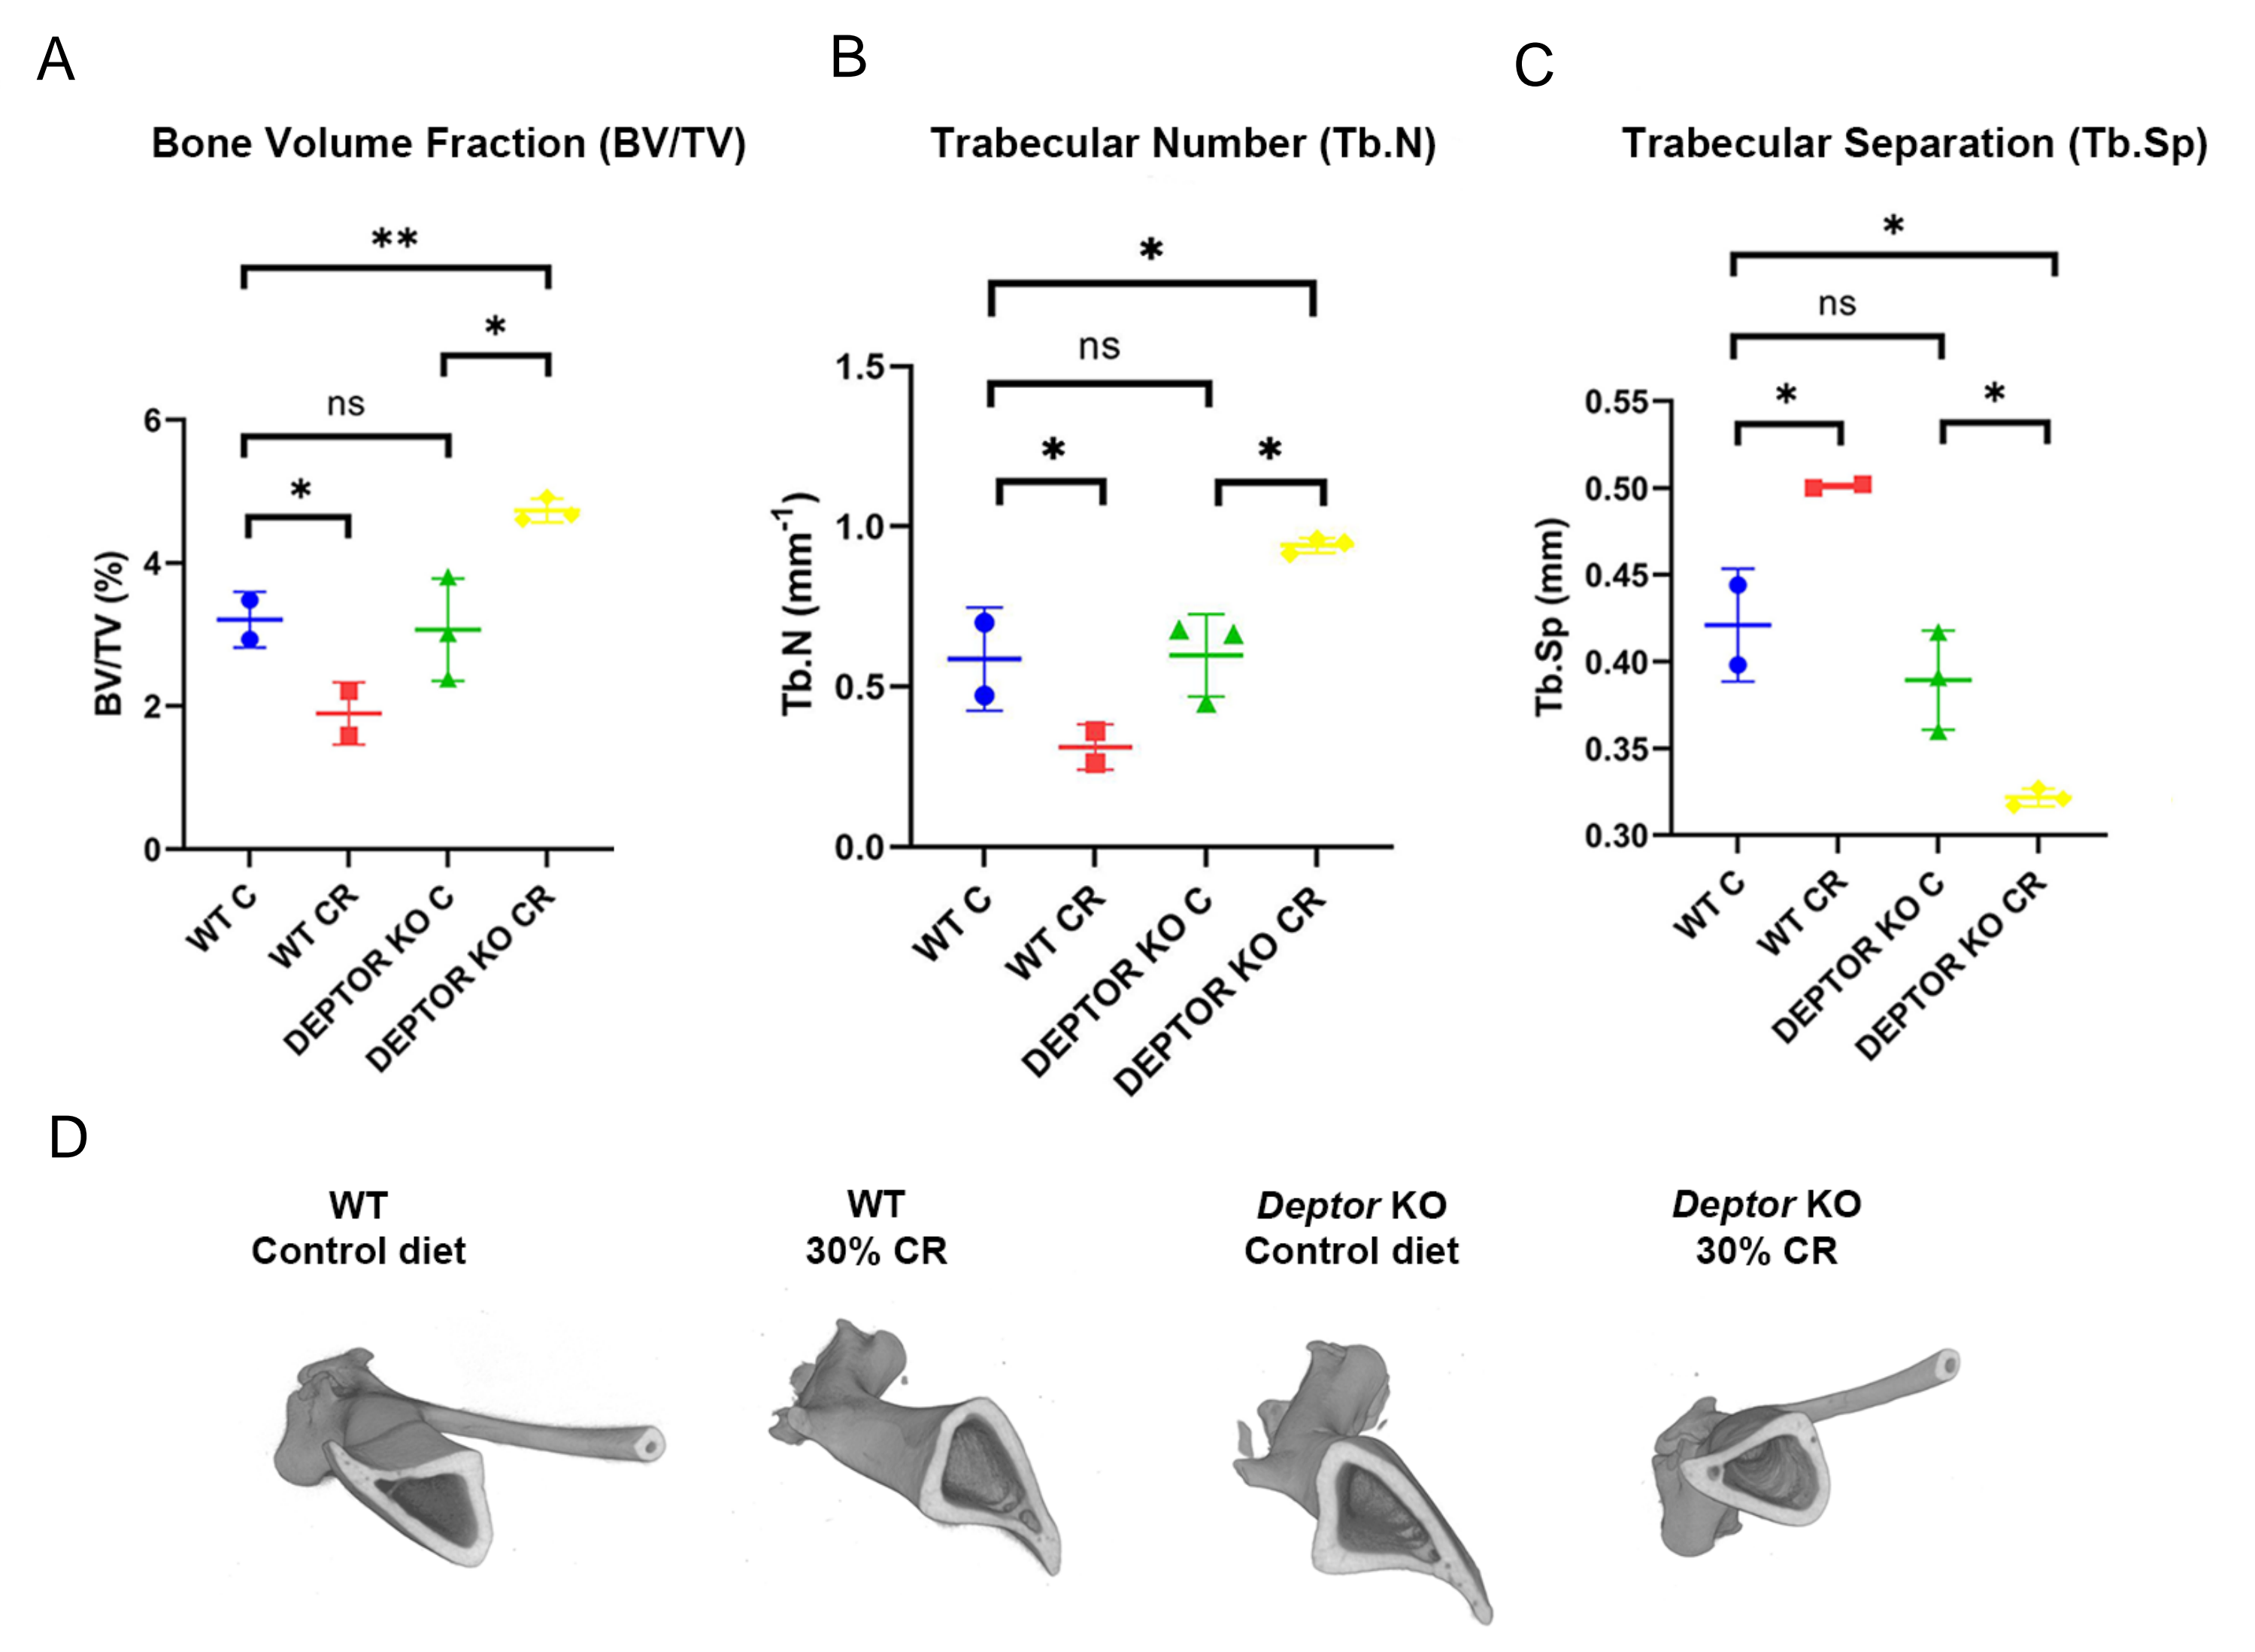 A
B
C
Bone Volume Fraction (BV/TV)
**
*
ns
*
6
4
2
0
BV/TV (%)
WT C
WT CR
DEPTOR KO C
DEPTOR KO CR
Trabecular Number (Tb.N)
*
ns
*
*
1.5
1.0
0.5
0.0
Tb.N (mm⁻¹)
WT C
WT CR
DEPTOR KO C
DEPTOR KO CR
Trabecular Separation (Tb.Sp)
*
ns
*
*
0.55
0.50
0.45
0.40
0.35
0.30
Tb.Sp (mm)
WT C
WT CR
DEPTOR KO C
DEPTOR KO CR
D
WT
Control diet
WT
30% CR
Deptor KO
Control diet
Deptor KO
30% CR